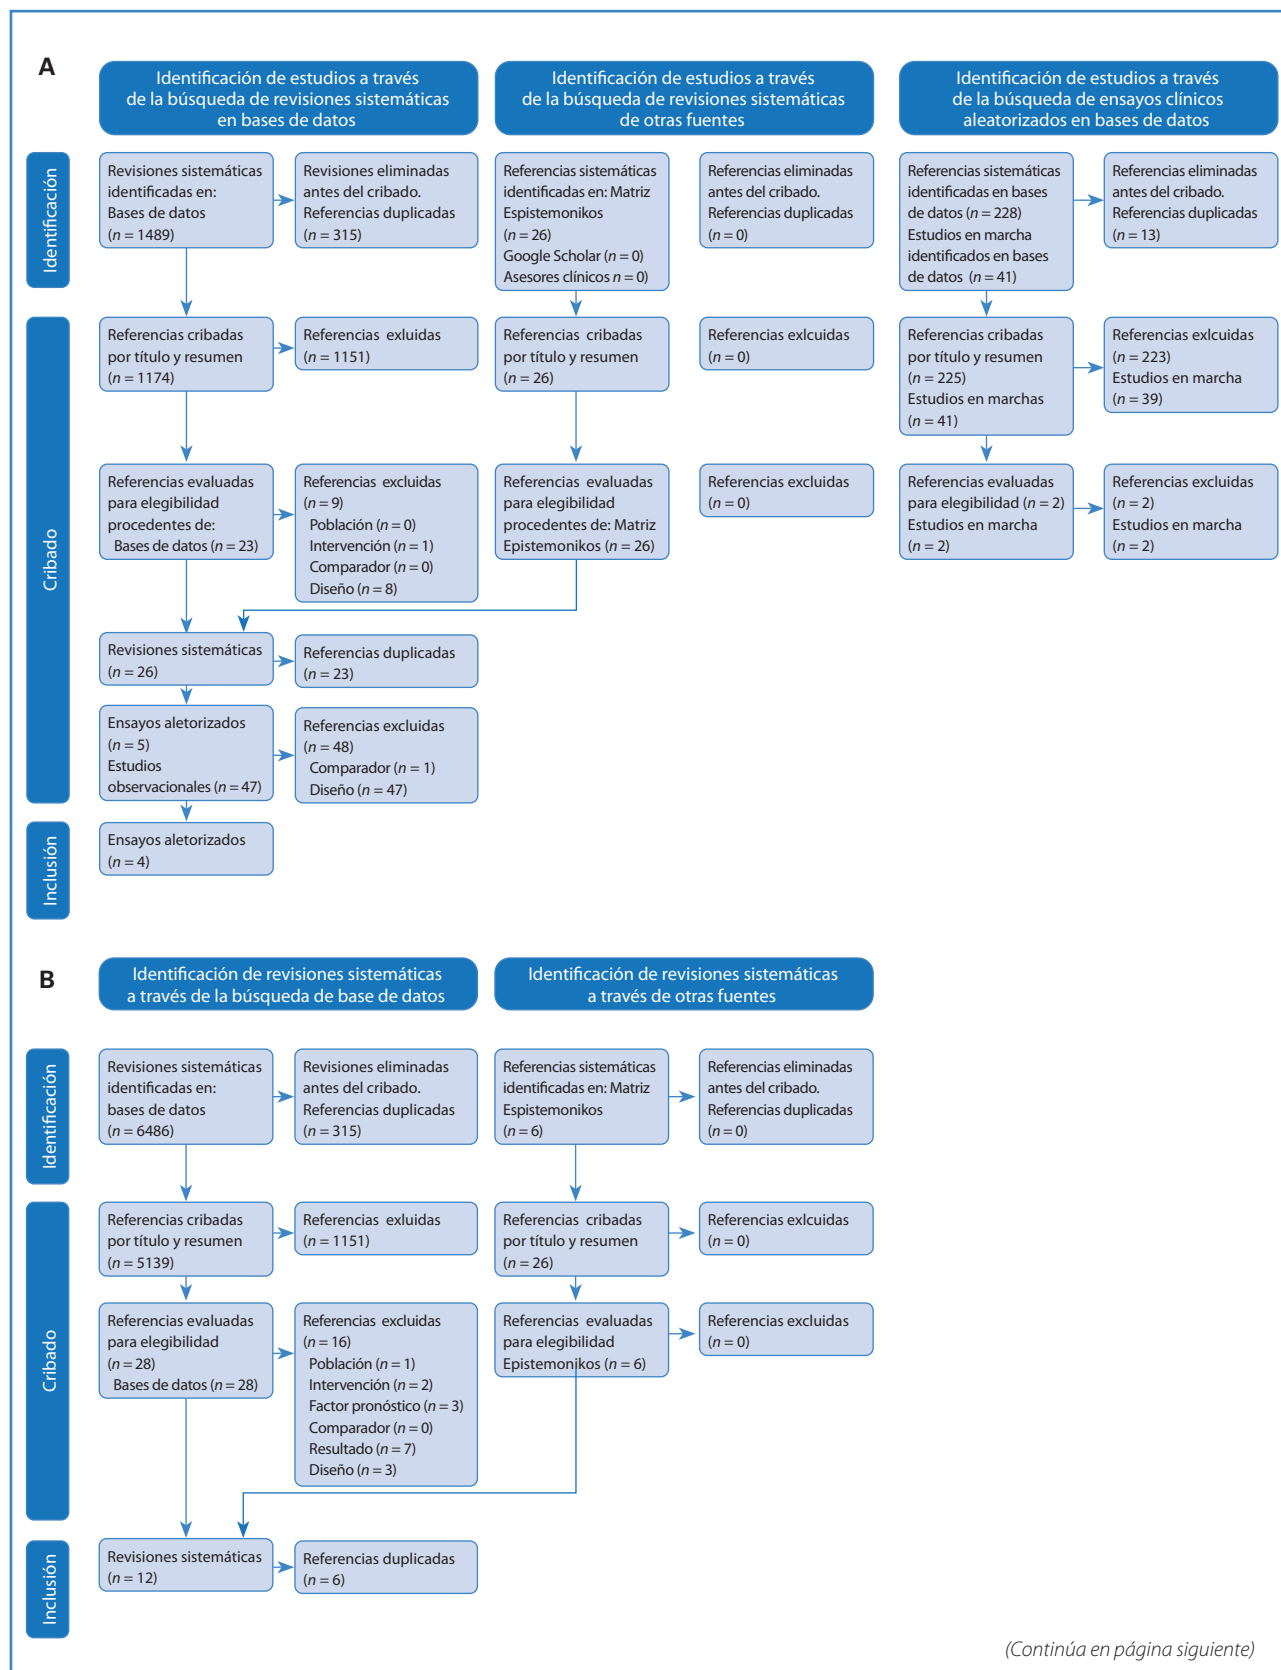 A
Identificación de estudios a través
de la búsqueda de revisiones sistemáticas
en bases de datos
Identificación de estudios a través
de la búsqueda de revisiones sistemáticas
de otras fuentes
Identificación de estudios a través
de la búsqueda de ensayos clínicos
aleatorizados en bases de datos
Identificación
Revisiones sistemáticas
identificadas en:
Bases de datos
(n = 1489)
Revisiones eliminadas
antes del cribado.
Referencias duplicadas
(n = 315)
Referencias sistemáticas
identificadas en: Matriz
Espistemonikos
(n = 26)
Google Scholar (n = 0)
Asesores clínicos n = 0)
Referencias eliminadas
antes del cribado.
Referencias duplicadas
(n = 0)
Referencias sistemáticas
identificadas en bases
de datos (n = 228)
Estudios en marcha
identificados en bases
de datos (n = 41)
Referencias eliminadas
antes del cribado.
Referencias duplicadas
(n = 13)
Cribado
Referencias cribadas
por título y resumen
(n = 1174)
Referencias exluidas
(n = 1151)
Referencias cribadas
por título y resumen
(n = 26)
Referencias exlcuidas
(n = 0)
Referencias cribadas
por título y resumen
(n = 225)
Estudios en marchas
(n = 41)
Referencias exlcuidas
(n = 223)
Estudios en marcha
(n = 39)
Referencias evaluadas
para elegibilidad
procedentes de:
Bases de datos (n = 23)
Referencias excluidas
(n = 9)
Población (n = 0)
Intervención (n = 1)
Comparador (n = 0)
Diseño (n = 8)
Referencias evaluadas
para elegibilidad
procedentes de: Matriz
Epistemonikos (n = 26)
Referencias excluidas
(n = 0)
Referencias evaluadas
para elegibilidad (n = 2)
Estudios en marcha
(n = 2)
Referencias excluidas
(n = 2)
Estudios en marcha
(n = 2)
Revisiones sistemáticas
(n = 26)
Referencias duplicadas
(n = 23)
Ensayos aletorizados
(n = 5)
Estudios
observacionales (n = 47)
Referencias excluidas
(n = 48)
Comparador (n = 1)
Diseño (n = 47)
Inclusión
Ensayos aletorizados
(n = 4)
B
Identificación de revisiones sistemáticas
a través de la búsqueda de base de datos
Identificación de revisiones sistemáticas
a través de otras fuentes
Identificación
Revisiones sistemáticas
identificadas en:
bases de datos
(n = 6486)
Revisiones eliminadas
antes del cribado.
Referencias duplicadas
(n = 315)
Referencias sistemáticas
identificadas en: Matriz
Espistemonikos
(n = 6)
Referencias eliminadas
antes del cribado.
Referencias duplicadas
(n = 0)
Cribado
Referencias cribadas
por título y resumen
(n = 5139)
Referencias exluidas
(n = 1151)
Referencias cribadas
por título y resumen
(n = 26)
Referencias exlcuidas
(n = 0)
Referencias evaluadas
para elegibilidad
(n = 28)
Bases de datos (n = 28)
Referencias excluidas
(n = 16)
Población (n = 1)
Intervención (n = 2)
Factor pronóstico (n = 3)
Comparador (n = 0)
Resultado (n = 7)
Diseño (n = 3)
Referencias evaluadas
para elegibilidad
Epistemonikos (n = 6)
Referencias excluidas
(n = 0)
Inclusión
Revisiones sistemáticas
(n = 12)
Referencias duplicadas
(n = 6)
(Continúa en página siguiente)